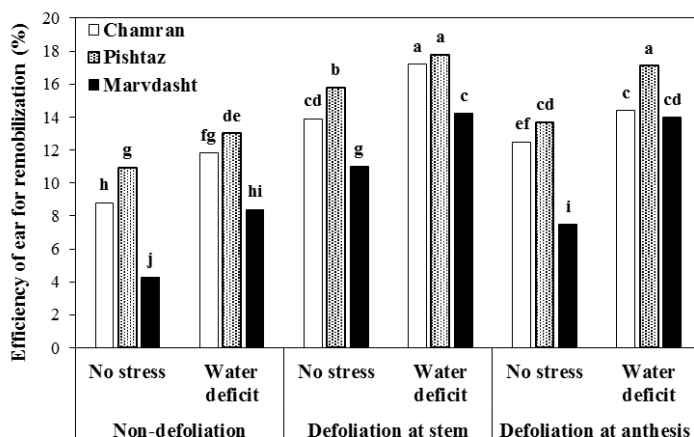 Efficiency of ear for remobilization (%)
20
18
16
14
12
10
8
6
4
2
0
Chamran
Pishtaz
Marvdasht
h
g
j
fg
de
hi
cd
b
g
a
a
c
ef
cd
i
c
a
cd
No stress
Water
deficit
No stress
Water
deficit
No stress
Water
deficit
Non-defoliation
Defoliation at stem
Defoliation at anthesis